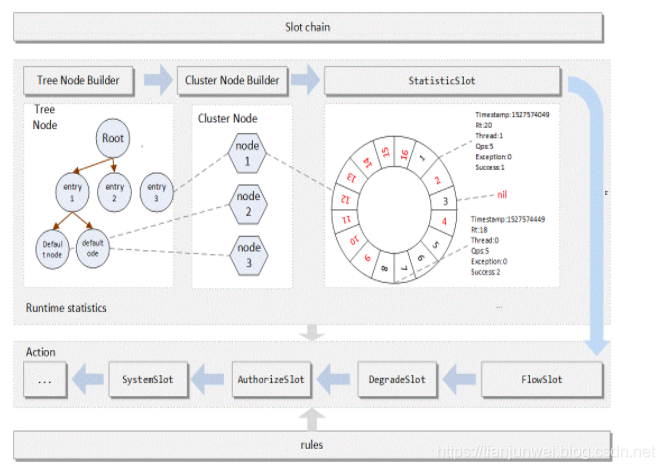 Slot chain
Tree Node Builder
Cluster Node Builder
StatisticSlot
Tree
Node
Root
entry
1
entry
2
entry
3
Defaul
t node
default
ode
Cluster Node
node
1
node
2
node
3
1
2
3
4
5
6
7
8
9
10
11
12
13
14
15
16
Timestamp:1527574049
Rt:20
Thread:1
Qps:5
Exception:0
Success:1
nil
Timestamp:1527574449
Rt:18
Thread:0
Qps:5
Exception:0
Success:2
...
Runtime statistics
Action
...
SystemSlot
AuthorizeSlot
DegradeSlot
FlowSlot
rules
https://tianjunwei.blog.csdn.net